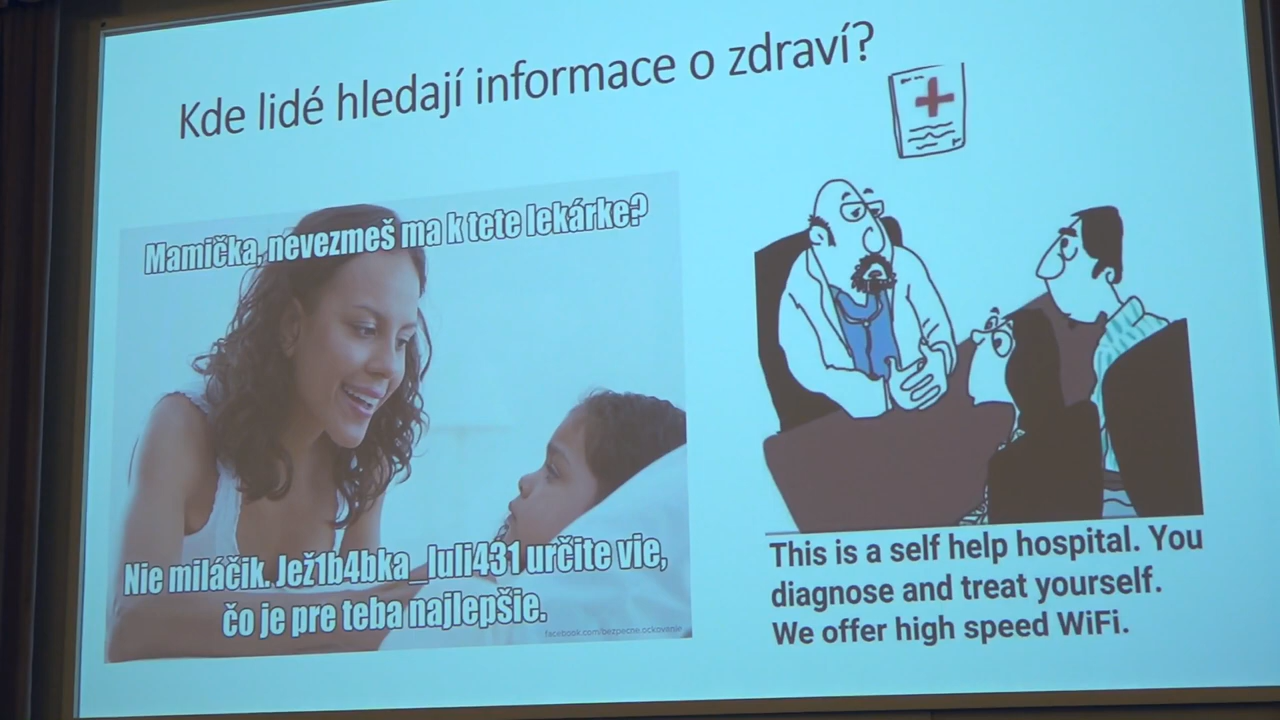 Kde lidé hledají informace o zdraví?
Mamička, nevezmeš ma k tete lekárke?
Nie miláčik. Jež1b4bka_luli431 určite vie,
čo je pre teba najlepšie.
facebook.com/bezpecne.ockovanie
This is a self help hospital. You
diagnose and treat yourself.
We offer high speed WiFi.